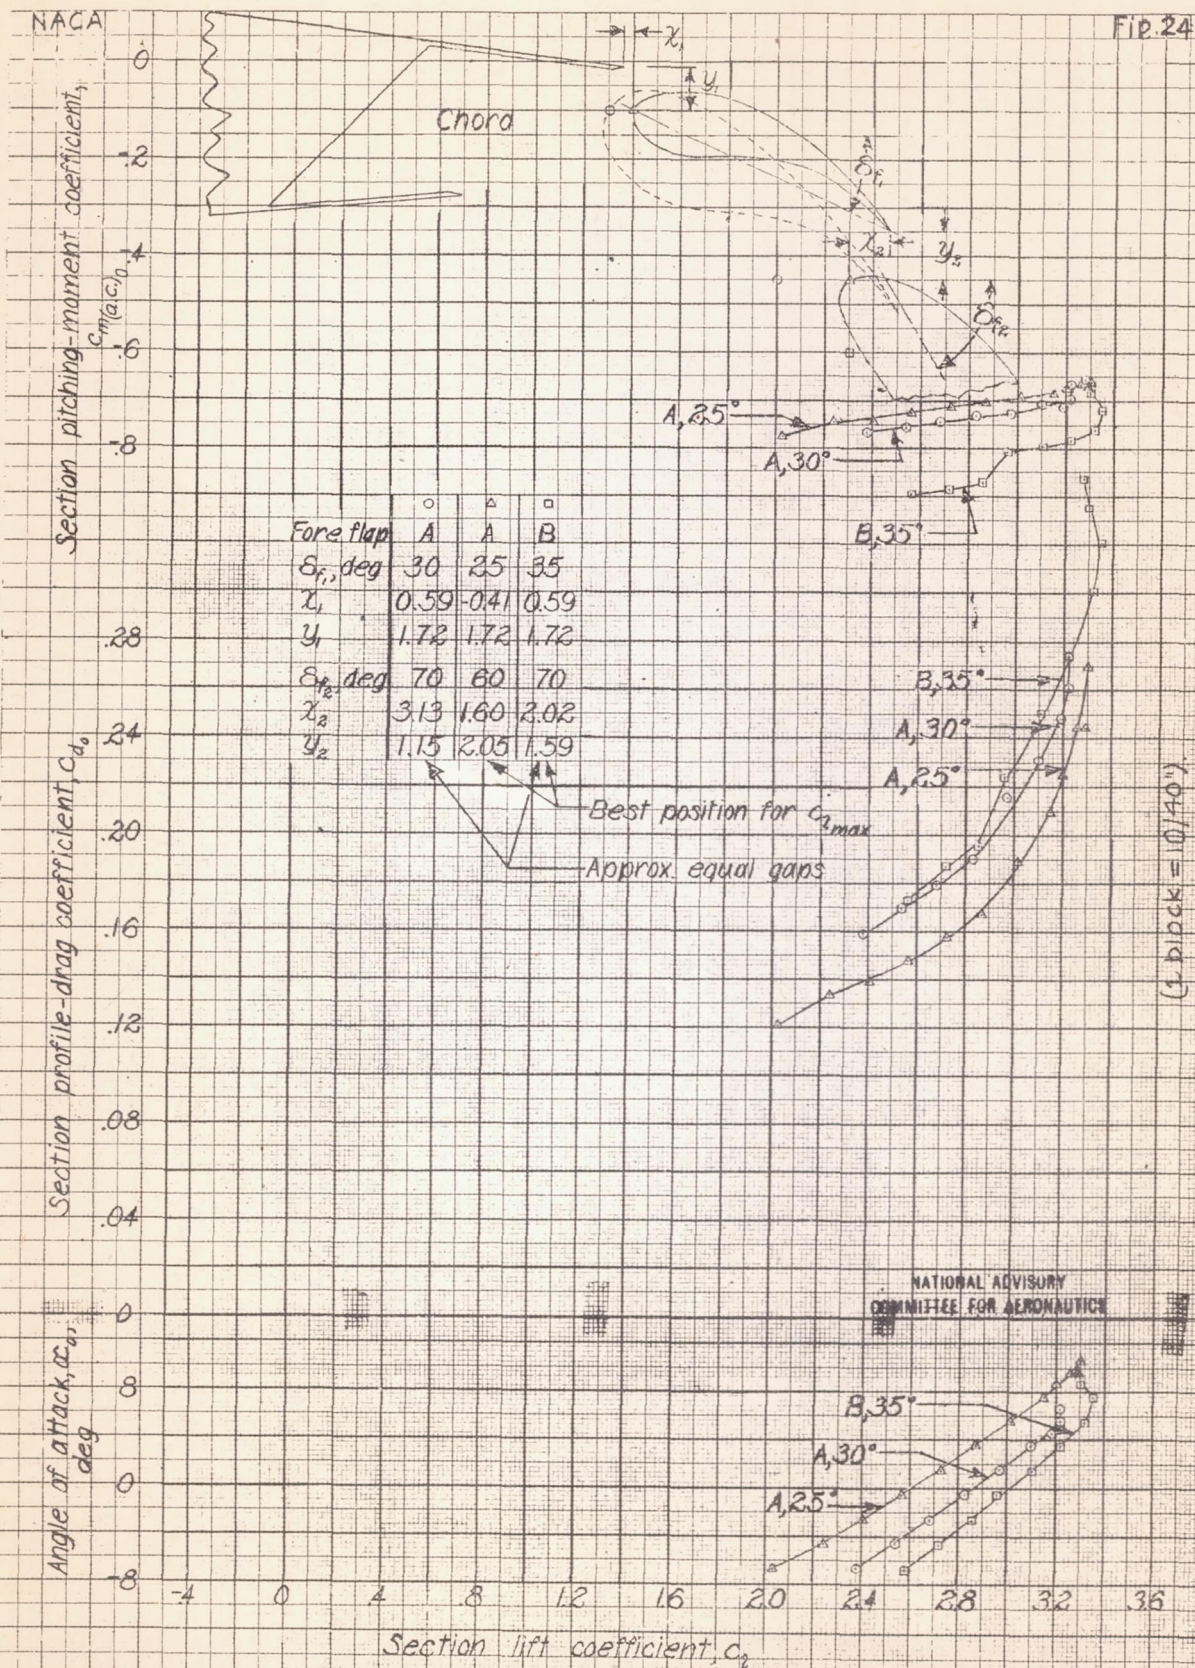 NACA
Fig. 24
x₁
y₁
Chord
δf₁
x₂
y₂
δf₂
Section pitching-moment coefficient,
cm(a.c.)₀
0
-.2
-.4
-.6
-.8
A, 25°
A, 30°
B, 35°
Fore flap A A B
δf₁, deg 30 25 35
x₁ 0.59 -0.41 0.59
y₁ 1.72 1.72 1.72
δf₂, deg 70 60 70
x₂ 3.13 1.60 2.02
y₂ 1.15 2.05 1.59
Best position for clmax
Approx. equal gaps
Section profile-drag coefficient, cd₀
.28
.24
.20
.16
.12
.08
.04
0
B, 35°
A, 30°
A, 25°
(1 block = 10/40")
NATIONAL ADVISORY
COMMITTEE FOR AERONAUTICS
Angle of attack, α₀,
deg
8
0
-8
B, 35°
A, 30°
A, 25°
-.4 0 .4 .8 1.2 1.6 2.0 2.4 2.8 3.2 3.6
Section lift coefficient, cl